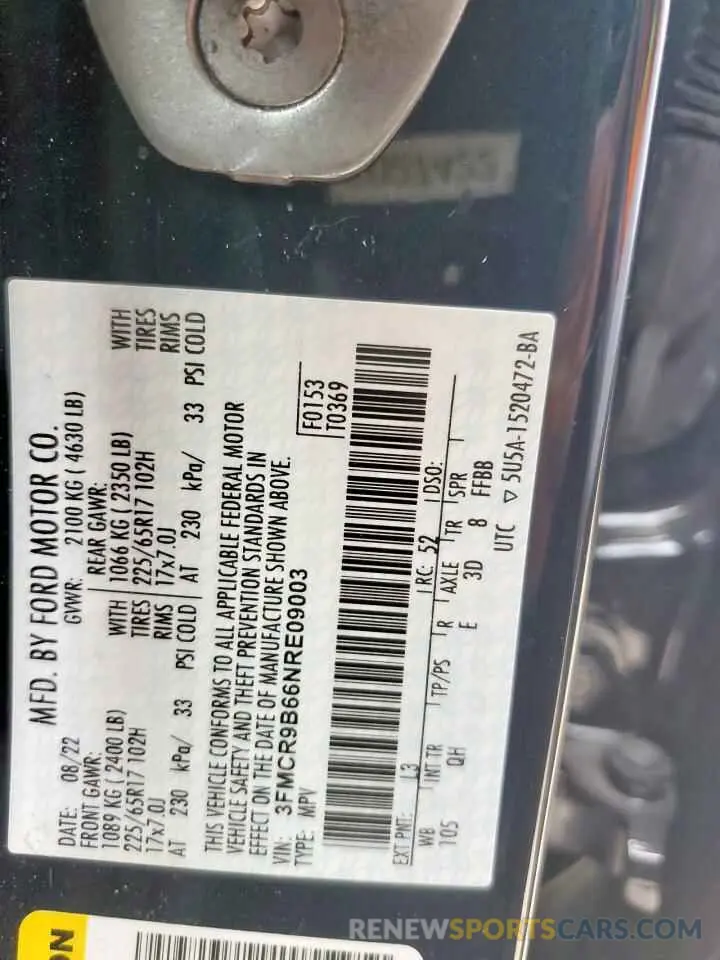 MFD. BY FORD MOTOR CO.
DATE: 08/22 GVWR: 2100 KG ( 4630 LB)
FRONT GAWR: REAR GAWR:
1089 KG ( 2400 LB) WITH 1066 KG ( 2350 LB) WITH
225/65R17 102H TIRES 225/65R17 102H TIRES
17x7.0J RIMS 17x7.0J RIMS
AT 230 kPa/ 33 PSI COLD AT 230 kPa/ 33 PSI COLD
THIS VEHICLE CONFORMS TO ALL APPLICABLE FEDERAL MOTOR
VEHICLE SAFETY AND THEFT PREVENTION STANDARDS IN
EFFECT ON THE DATE OF MANUFACTURE SHOWN ABOVE.
VIN: 3FMCR9B66NRE09003 F0153
TYPE: MPV T0369
EXT PNT: L3 RC: 52 DSO:
WB INT TR TP/PS R AXLE TR SPR
105 QH E 3D 8 FFBB
UTC ▽ 5U5A-1520472-BA
ON
RENEWSPORTSCARS.COM